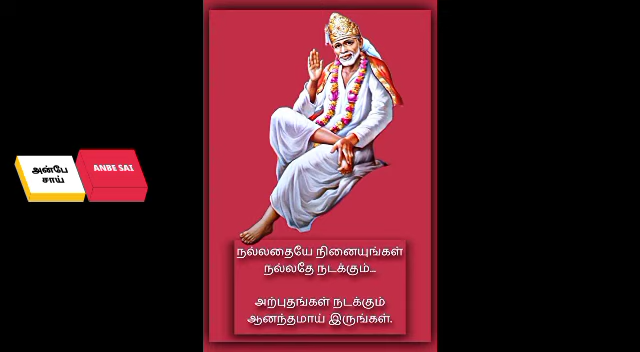 அன்பே
சாய்
ANBE SAI
நல்லதையே நினையுங்கள்
நல்லதே நடக்கும்...
அற்புதங்கள் நடக்கும்
ஆனந்தமாய் இருங்கள்.